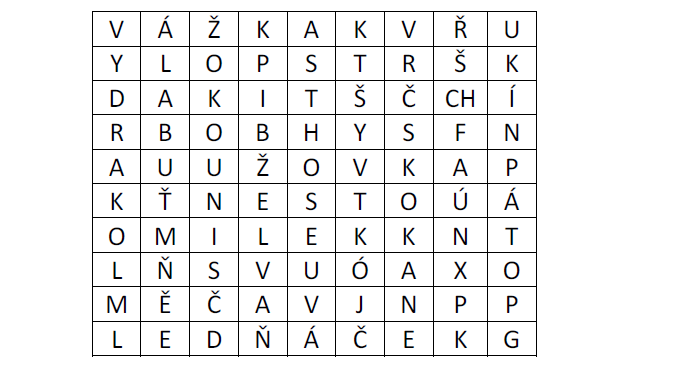 V Á Ž K A K V Ř U
Y L O P S T R Š K
D A K I T Š Č CH Í
R B O B H Y S F N
A U U Ž O V K A P
K Ť N E S T O Ú Á
O M I L E K K N T
L Ň S V U Ó A X O
M Ě Č A V J N P P
L E D Ň Á Č E K G